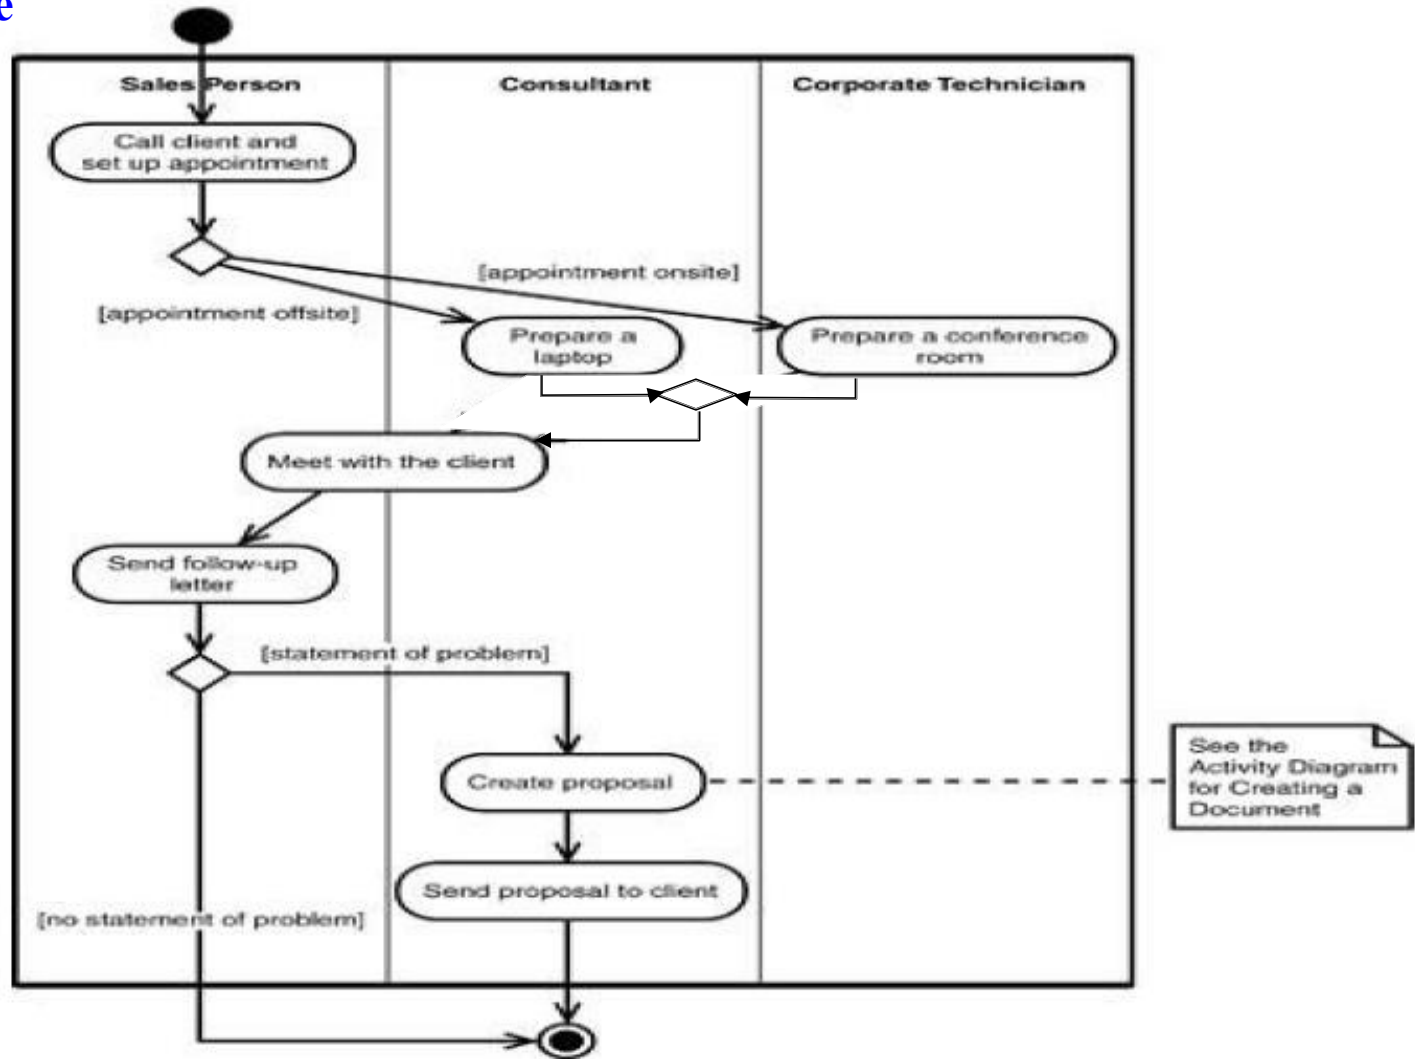 e
Sales Person
Consultant
Corporate Technician
Call client and
set up appointment
[appointment onsite]
[appointment offsite]
Prepare a
laptop
Prepare a conference
room
Meet with the client
Send follow-up
letter
[statement of problem]
Create proposal
See the
Activity Diagram
for Creating a
Document
Send proposal to client
[no statement of problem]